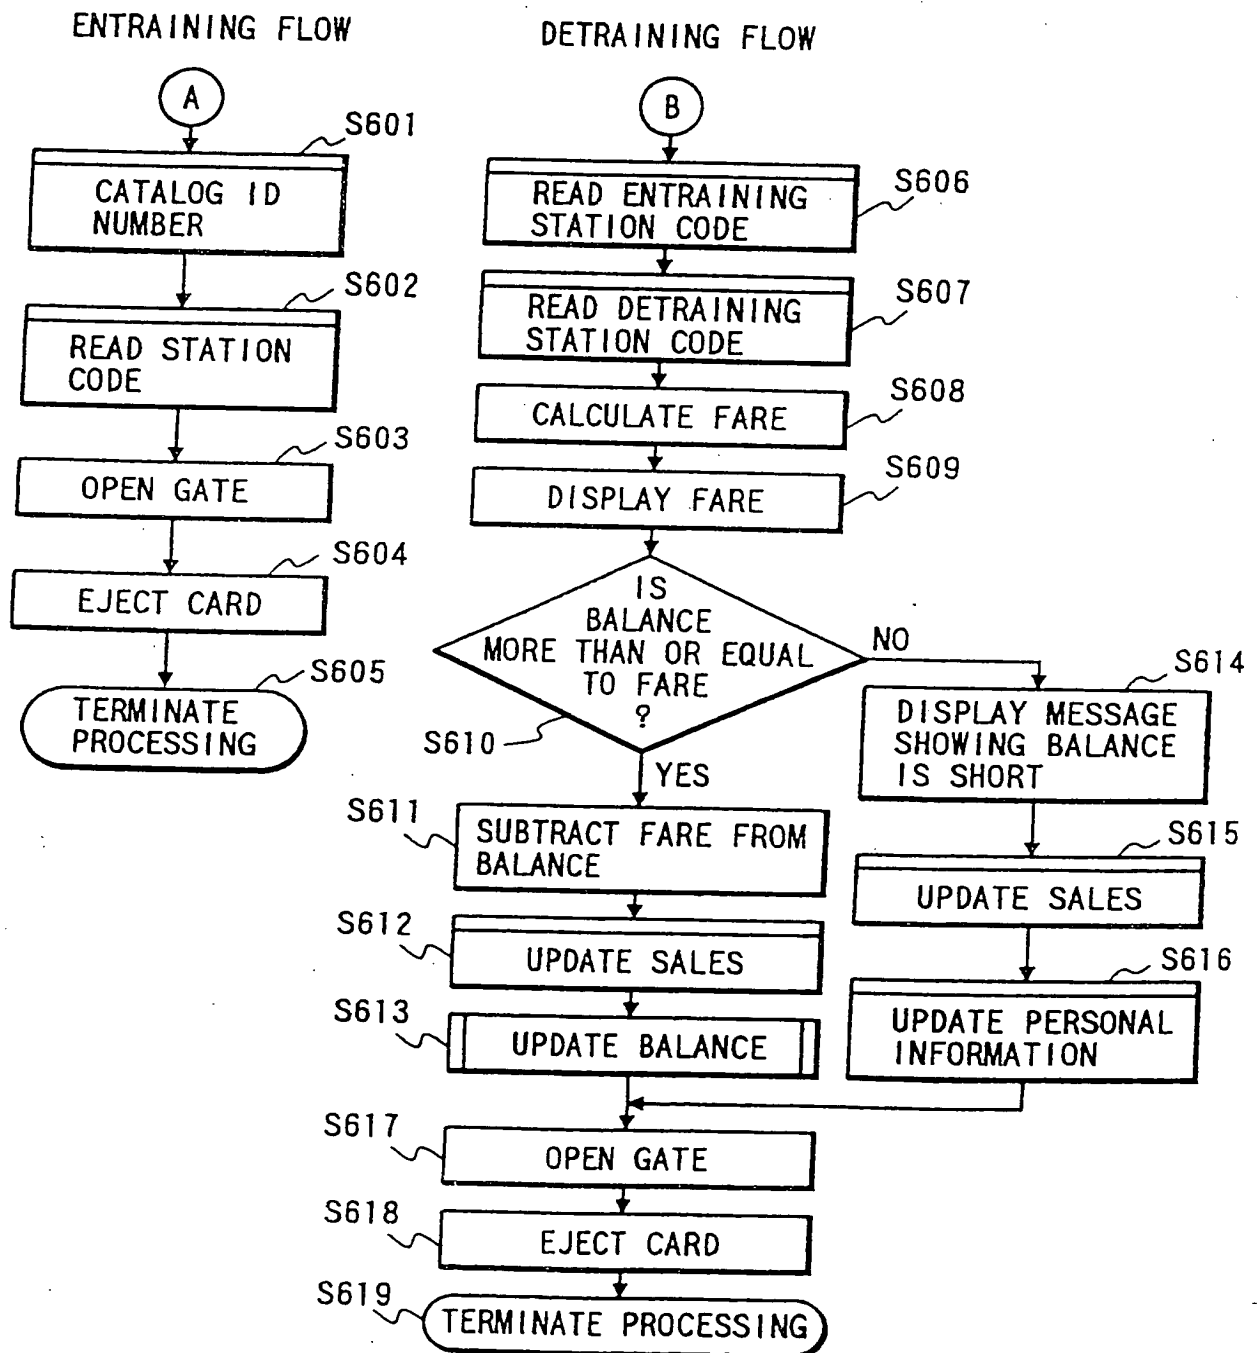 ENTRAINING FLOW
A
S601
CATALOG ID
NUMBER
S602
READ STATION
CODE
S603
OPEN GATE
S604
EJECT CARD
S605
TERMINATE
PROCESSING
DETRAINING FLOW
B
S606
READ ENTRAINING
STATION CODE
S607
READ DETRAINING
STATION CODE
S608
CALCULATE FARE
S609
DISPLAY FARE
IS
BALANCE
MORE THAN OR EQUAL
TO FARE
?
S610
NO
YES
S611
SUBTRACT FARE FROM
BALANCE
S612
UPDATE SALES
S613
UPDATE BALANCE
S614
DISPLAY MESSAGE
SHOWING BALANCE
IS SHORT
S615
UPDATE SALES
S616
UPDATE PERSONAL
INFORMATION
S617
OPEN GATE
S618
EJECT CARD
S619
TERMINATE PROCESSING